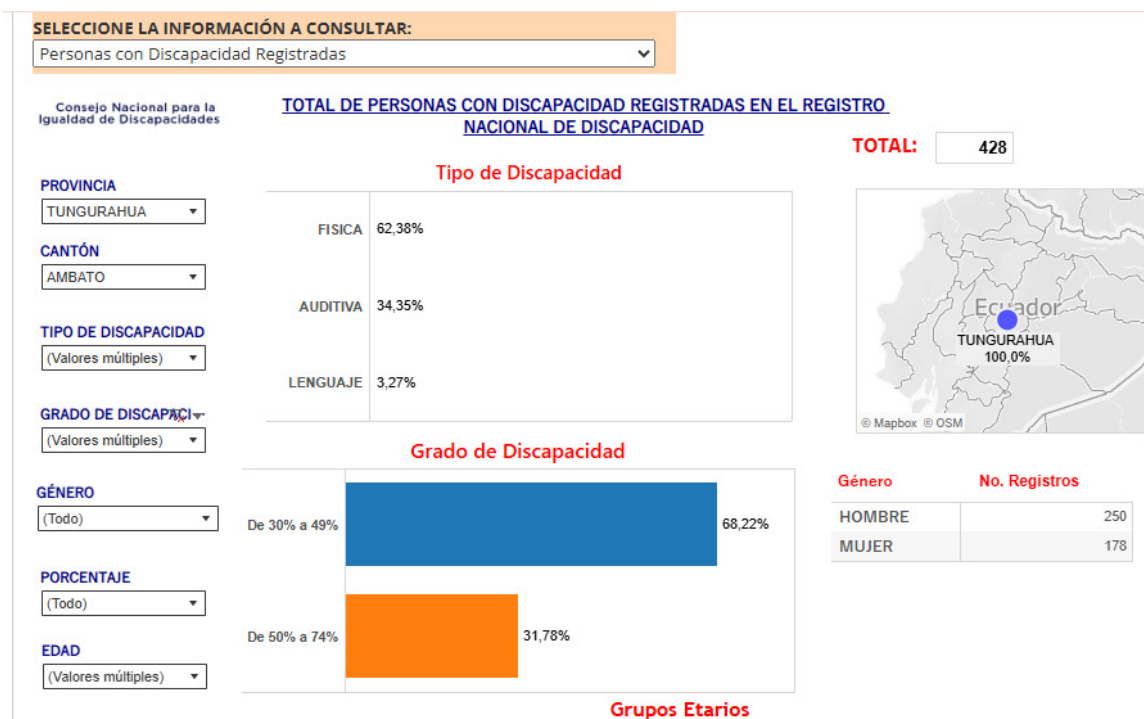 SELECCIONE LA INFORMACIÓN A CONSULTAR:
Personas con Discapacidad Registradas
Consejo Nacional para la
Igualdad de Discapacidades
TOTAL DE PERSONAS CON DISCAPACIDAD REGISTRADAS EN EL REGISTRO
NACIONAL DE DISCAPACIDAD
TOTAL: 428
PROVINCIA
TUNGURAHUA
CANTÓN
AMBATO
TIPO DE DISCAPACIDAD
(Valores múltiples)
GRADO DE DISCAPACI
(Valores múltiples)
GÉNERO
(Todo)
PORCENTAJE
(Todo)
EDAD
(Valores múltiples)
Tipo de Discapacidad
FISICA 62,38%
AUDITIVA 34,35%
LENGUAJE 3,27%
Grado de Discapacidad
De 30% a 49% 68,22%
De 50% a 74% 31,78%
Grupos Etarios
Ecuador
TUNGURAHUA
100,0%
© Mapbox © OSM
Género No. Registros
HOMBRE 250
MUJER 178